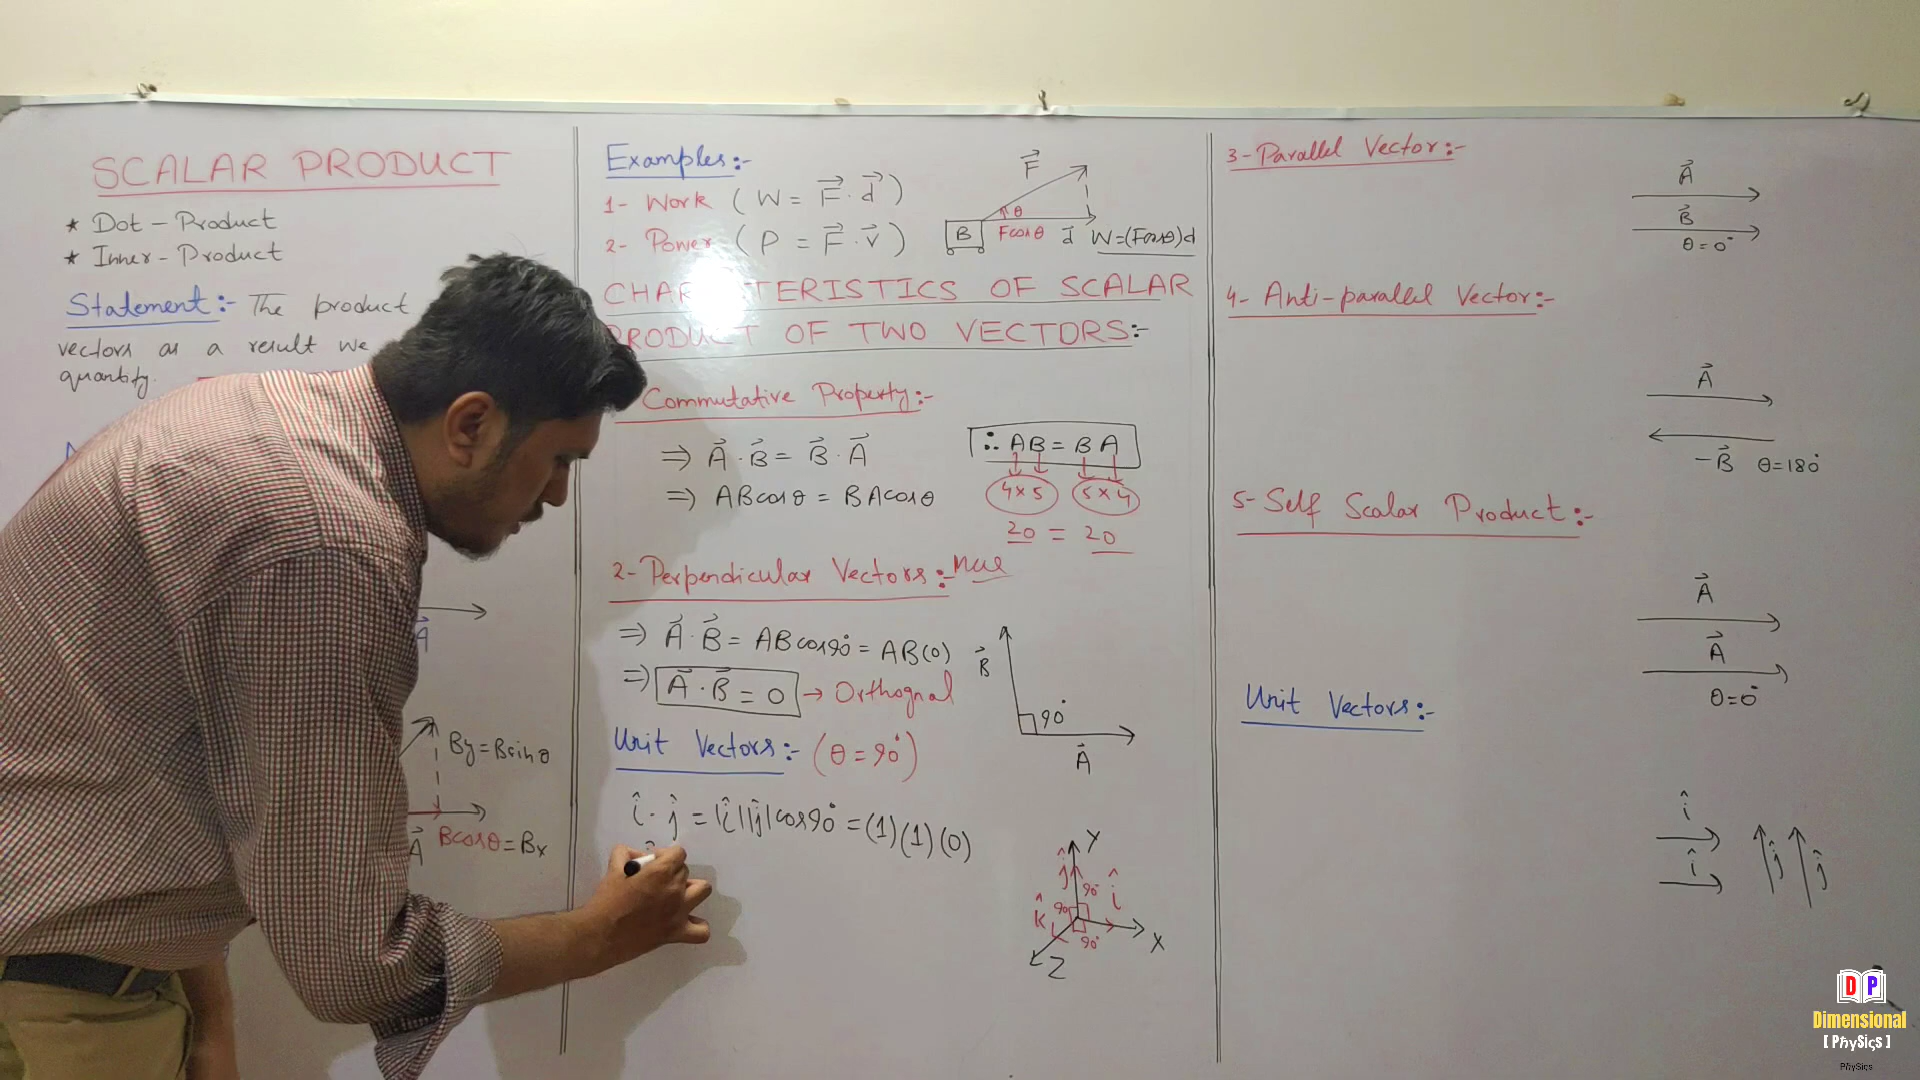 SCALAR PRODUCT
★ Dot - Product
★ Inner - Product
Statement:- The product
vectors as a result we
quantity.
A⃗
By=Bsinθ
A⃗ Bcosθ=Bx
Examples:-
1- Work (W = F⃗ . d⃗)
2- Power (P = F⃗ . v⃗)
F⃗
θ
B Fcosθ d⃗ W=(Fcosθ)d
CHARACTERISTICS OF SCALAR
PRODUCT OF TWO VECTORS:-
Commutative Property:-
⇒ A⃗ . B⃗ = B⃗ . A⃗
⇒ ABcosθ = BAcosθ
∴ AB = BA
4×5 5×4
20 = 20
2- Perpendicular Vectors:-
⇒ A⃗ . B⃗ = ABcos90° = AB(0)
⇒ A⃗ . B⃗ = 0 → Orthognal
B⃗
90°
A⃗
Unit Vectors:- (θ = 90°)
î . ĵ = |î||ĵ|cos90° = (1)(1)(0)
Y
ĵ
90° î
k̂ 90°
90° X
Z
3- Parallel Vector:-
A⃗
B⃗
θ = 0°
4- Anti-parallel Vector:-
A⃗
-B⃗ θ=180°
5- Self Scalar Product:-
A⃗
A⃗
θ=0°
Unit Vectors:-
î
î ĵ ĵ
D P
Dimensional
[ PhySiçs ]
PhySiçs